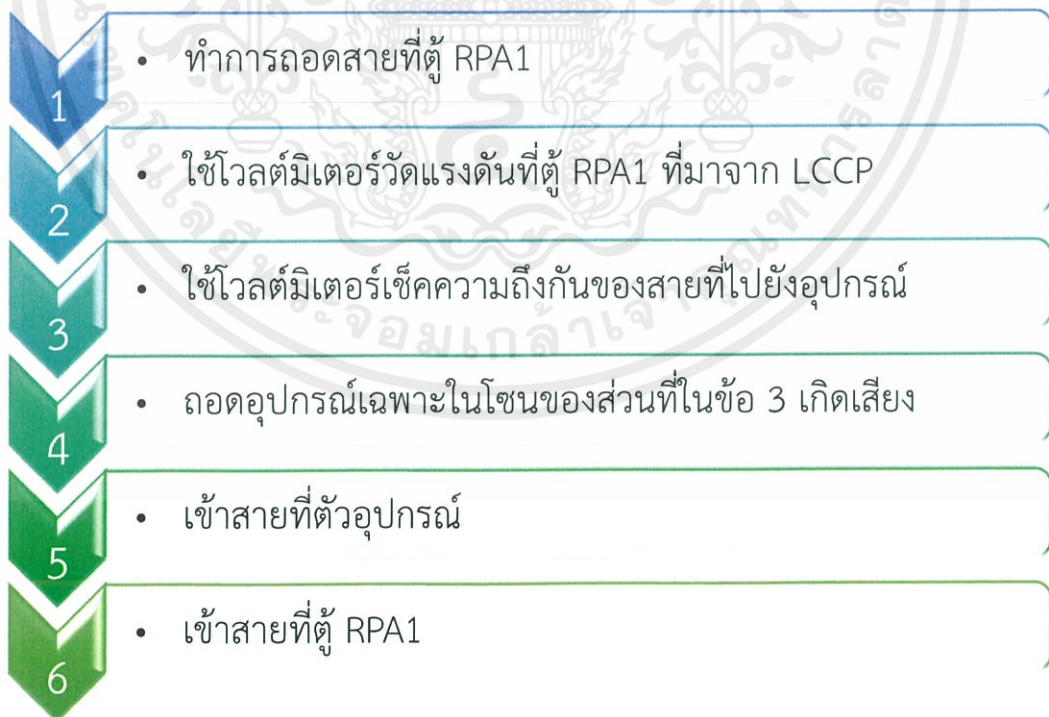 1
• ทำการถอดสายที่ตู้ RPA1
2
• ใช้โวลต์มิเตอร์วัดแรงดันที่ตู้ RPA1 ที่มาจาก LCCP
3
• ใช้โวลต์มิเตอร์เช็คความถึงกันของสายที่ไปยังอุปกรณ์
4
• ถอดอุปกรณ์เฉพาะในโซนของส่วนที่ในข้อ 3 เกิดเสียง
5
• เข้าสายที่ตัวอุปกรณ์
6
• เข้าสายที่ตู้ RPA1